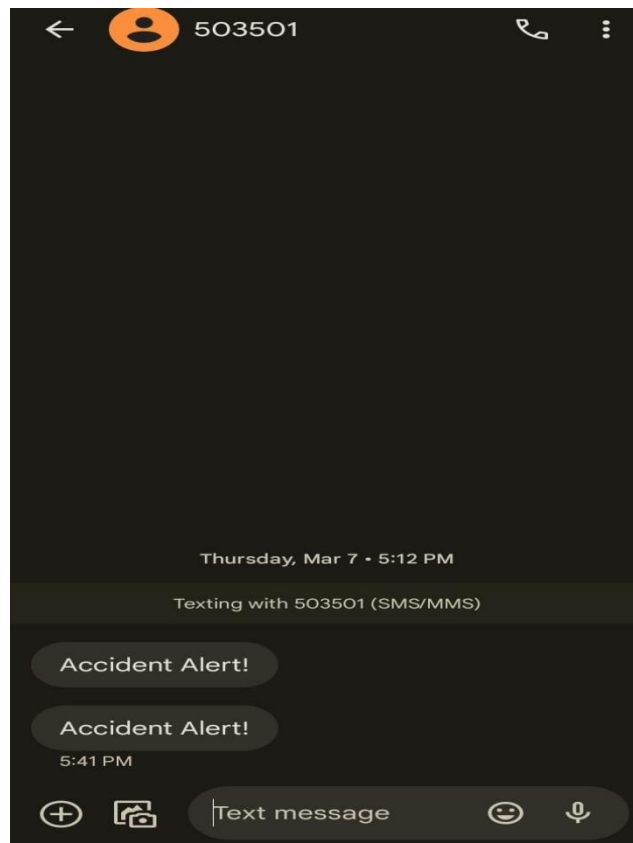 503501
Thursday, Mar 7 • 5:12 PM
Texting with 503501 (SMS/MMS)
Accident Alert!
Accident Alert!
5:41 PM
Text message